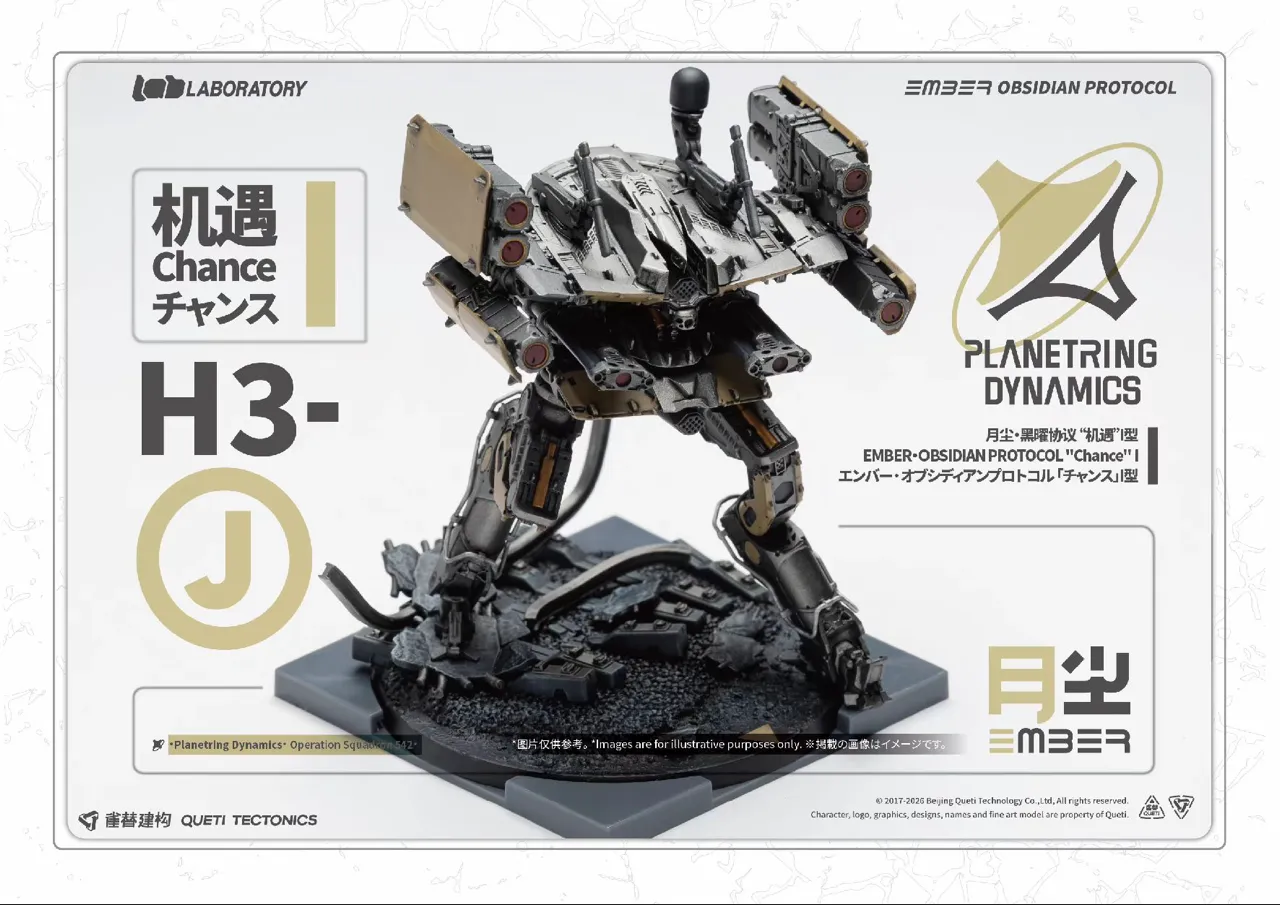 Lab LABORATORY
EMBER OBSIDIAN PROTOCOL
机遇
Chance
チャンス
I
H3-
J
PLANETRING
DYNAMICS
月尘·黑曜协议 “机遇”I型
EMBER·OBSIDIAN PROTOCOL "Chance" I
エンバー·オブシディアンプロトコル「チャンス」I型
月尘
EMBER
·Planetring Dynamics· Operation Squadron 542·
*图片仅供参考。*Images are for illustrative purposes only. ※掲載の画像はイメージです。
雀替建构 QUETI TECTONICS
© 2017-2026 Beijing Queti Technology Co.,Ltd, All rights reserved.
Character, logo, graphics, designs, names and fine art model are property of Queti.